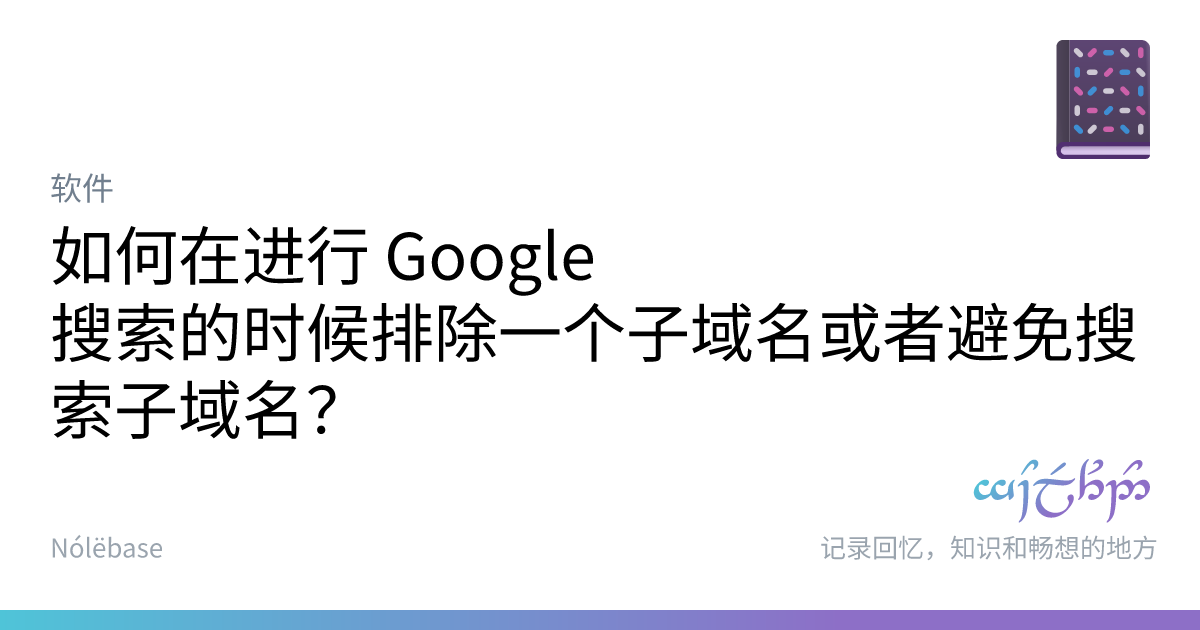 软件
如何在进行 Google
搜索的时候排除一个子域名或者避免搜
索子域名？
Nólëbase
记录回忆，知识和畅想的地方